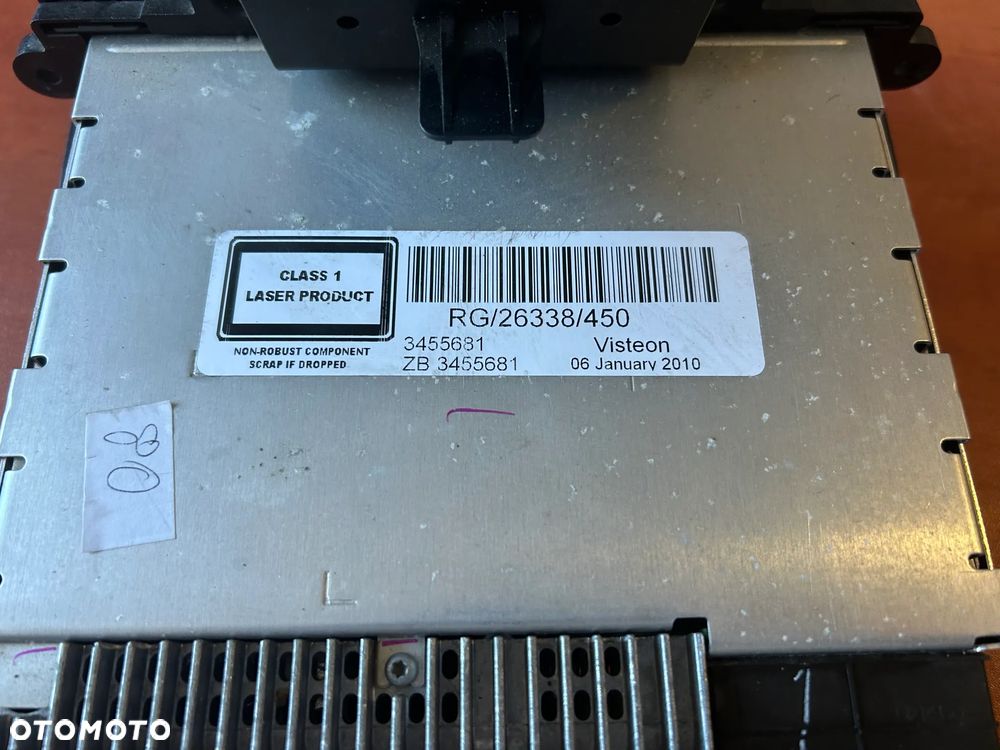 CLASS 1
LASER PRODUCT
NON-ROBUST COMPONENT
SCRAP IF DROPPED
RG/26338/450
3455681
Visteon
ZB 3455681
06 January 2010
OTOMOTO